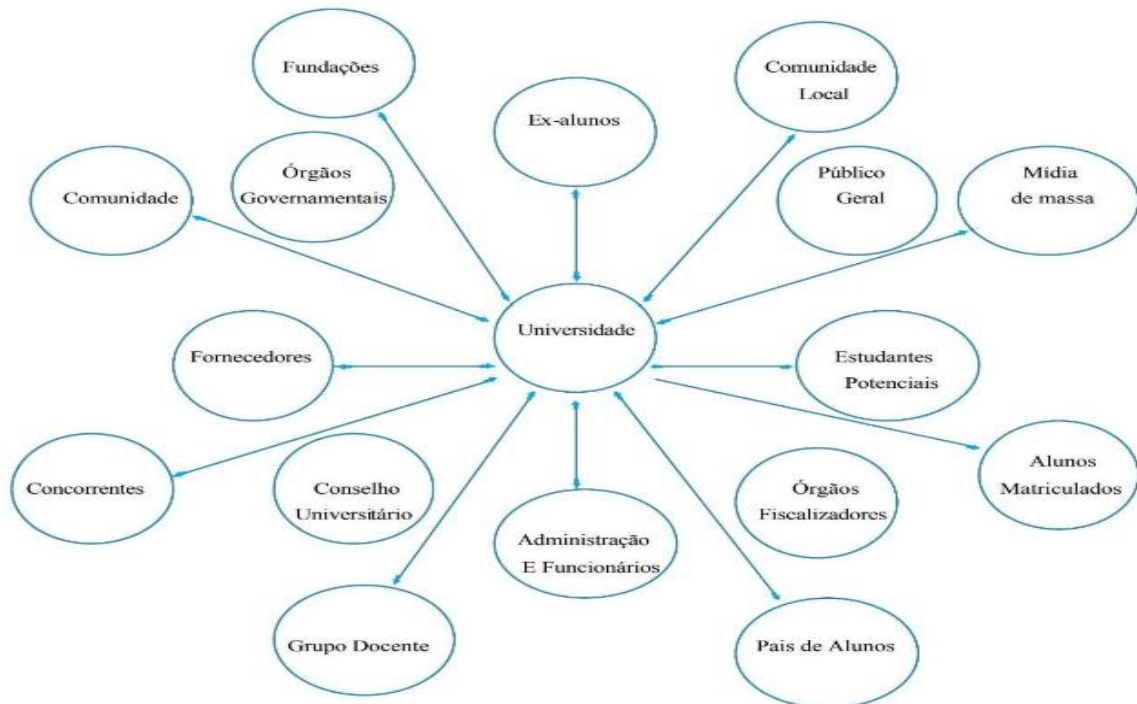 Fundações
Comunidade
Local
Ex-alunos
Órgãos
Governamentais
Público
Geral
Mídia
de massa
Comunidade
Universidade
Fornecedores
Estudantes
Potenciais
Concorrentes
Conselho
Universitário
Órgãos
Fiscalizadores
Alunos
Matriculados
Administração
E Funcionários
Grupo Docente
Pais de Alunos